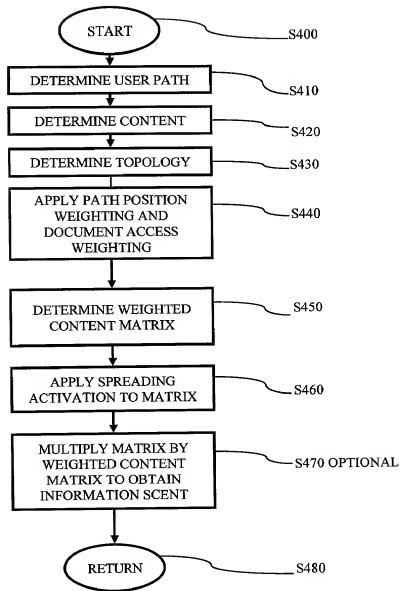 START
S400
DETERMINE USER PATH
S410
DETERMINE CONTENT
S420
DETERMINE TOPOLOGY
S430
APPLY PATH POSITION
WEIGHTING AND
DOCUMENT ACCESS
WEIGHTING
S440
DETERMINE WEIGHTED
CONTENT MATRIX
S450
APPLY SPREADING
ACTIVATION TO MATRIX
S460
MULTIPLY MATRIX BY
WEIGHTED CONTENT
MATRIX TO OBTAIN
INFORMATION SCENT
S470 OPTIONAL
RETURN
S480